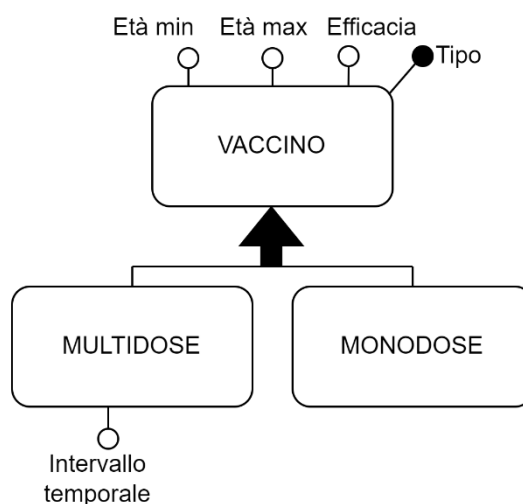 Età min Età max Efficacia
Tipo
VACCINO
MULTIDOSE MONODOSE
Intervallo
temporale